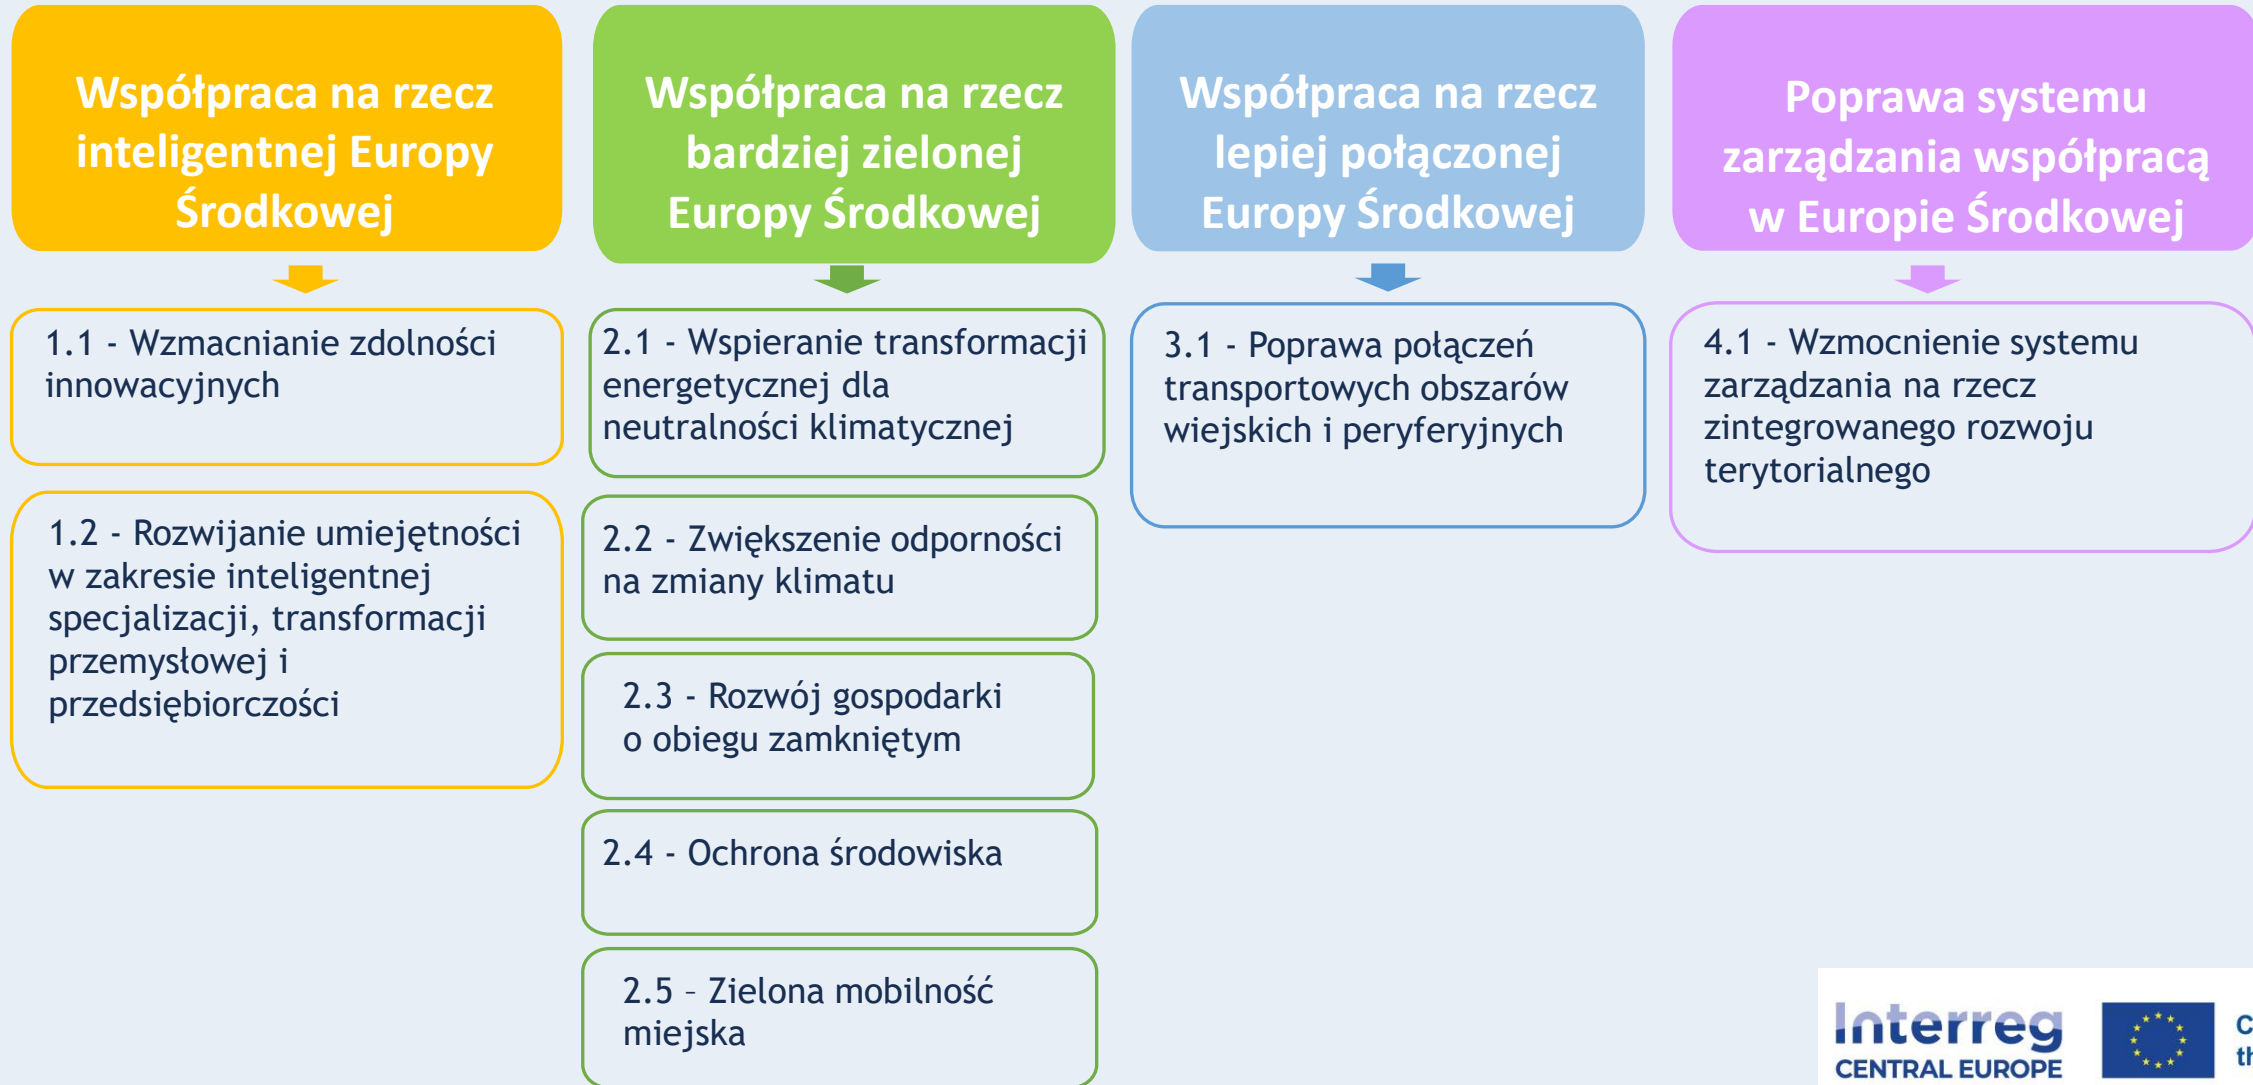 Współpraca na rzecz
inteligentnej Europy
Środkowej
1.1 - Wzmacnianie zdolności
innowacyjnych
1.2 - Rozwijanie umiejętności
w zakresie inteligentnej
specjalizacji, transformacji
przemysłowej i
przedsiębiorczości
Współpraca na rzecz
bardziej zielonej
Europy Środkowej
2.1 - Wspieranie transformacji
energetycznej dla
neutralności klimatycznej
2.2 - Zwiększenie odporności
na zmiany klimatu
2.3 - Rozwój gospodarki
o obiegu zamkniętym
2.4 - Ochrona środowiska
2.5 – Zielona mobilność
miejska
Współpraca na rzecz
lepiej połączonej
Europy Środkowej
3.1 - Poprawa połączeń
transportowych obszarów
wiejskich i peryferyjnych
Poprawa systemu
zarządzania współpracą
w Europie Środkowej
4.1 - Wzmocnienie systemu
zarządzania na rzecz
zintegrowanego rozwoju
terytorialnego
Interreg
CENTRAL EUROPE